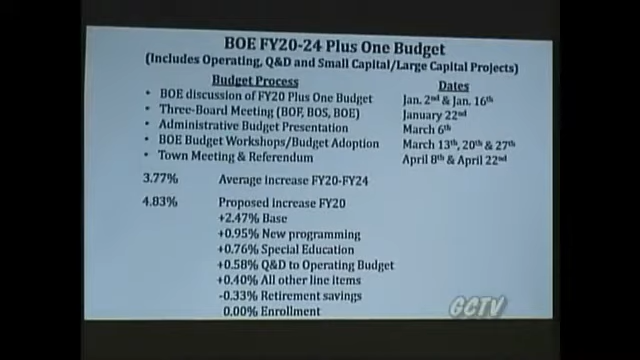 BOE FY20-24 Plus One Budget
(Includes Operating, Q&D and Small Capital/Large Capital Projects)
Budget Process Dates
• BOE discussion of FY20 Plus One Budget Jan. 2nd & Jan. 16th
• Three-Board Meeting (BOF, BOS, BOE) January 22nd
• Administrative Budget Presentation March 6th
• BOE Budget Workshops/Budget Adoption March 13th, 20th & 27th
• Town Meeting & Referendum April 8th & April 22nd
3.77% Average Increase FY20-FY24
4.83% Proposed Increase FY20
+2.47% Base
+0.95% New programming
+0.76% Special Education
+0.58% Q&D to Operating Budget
+0.40% All other line items
-0.33% Retirement savings
0.00% Enrollment
GCTV